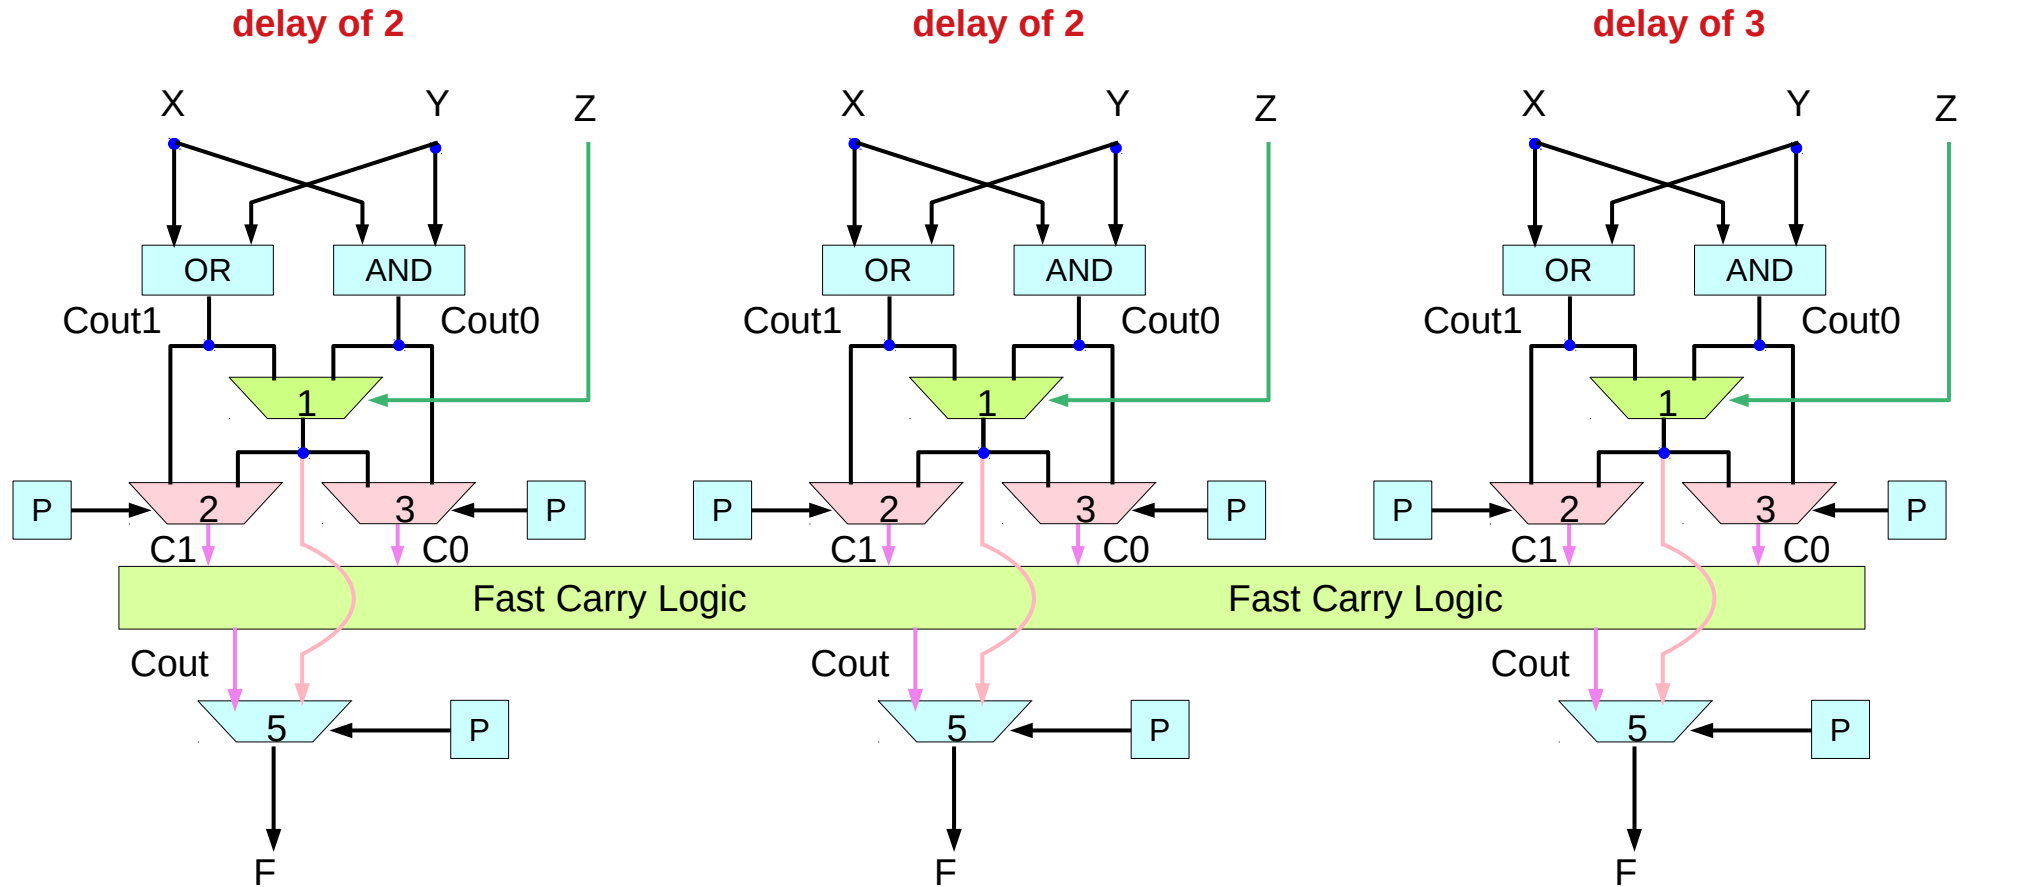 delay of 2 delay of 2 delay of 3
X Y Z X Y Z X Y Z
OR AND OR AND OR AND
Cout1 Cout0 Cout1 Cout0 Cout1 Cout0
1 1 1
P 2 3 P P 2 3 P P 2 3 P
C1 C0 C1 C0 C1 C0
Fast Carry Logic Fast Carry Logic
Cout Cout Cout
5 P 5 P 5 P
F F F